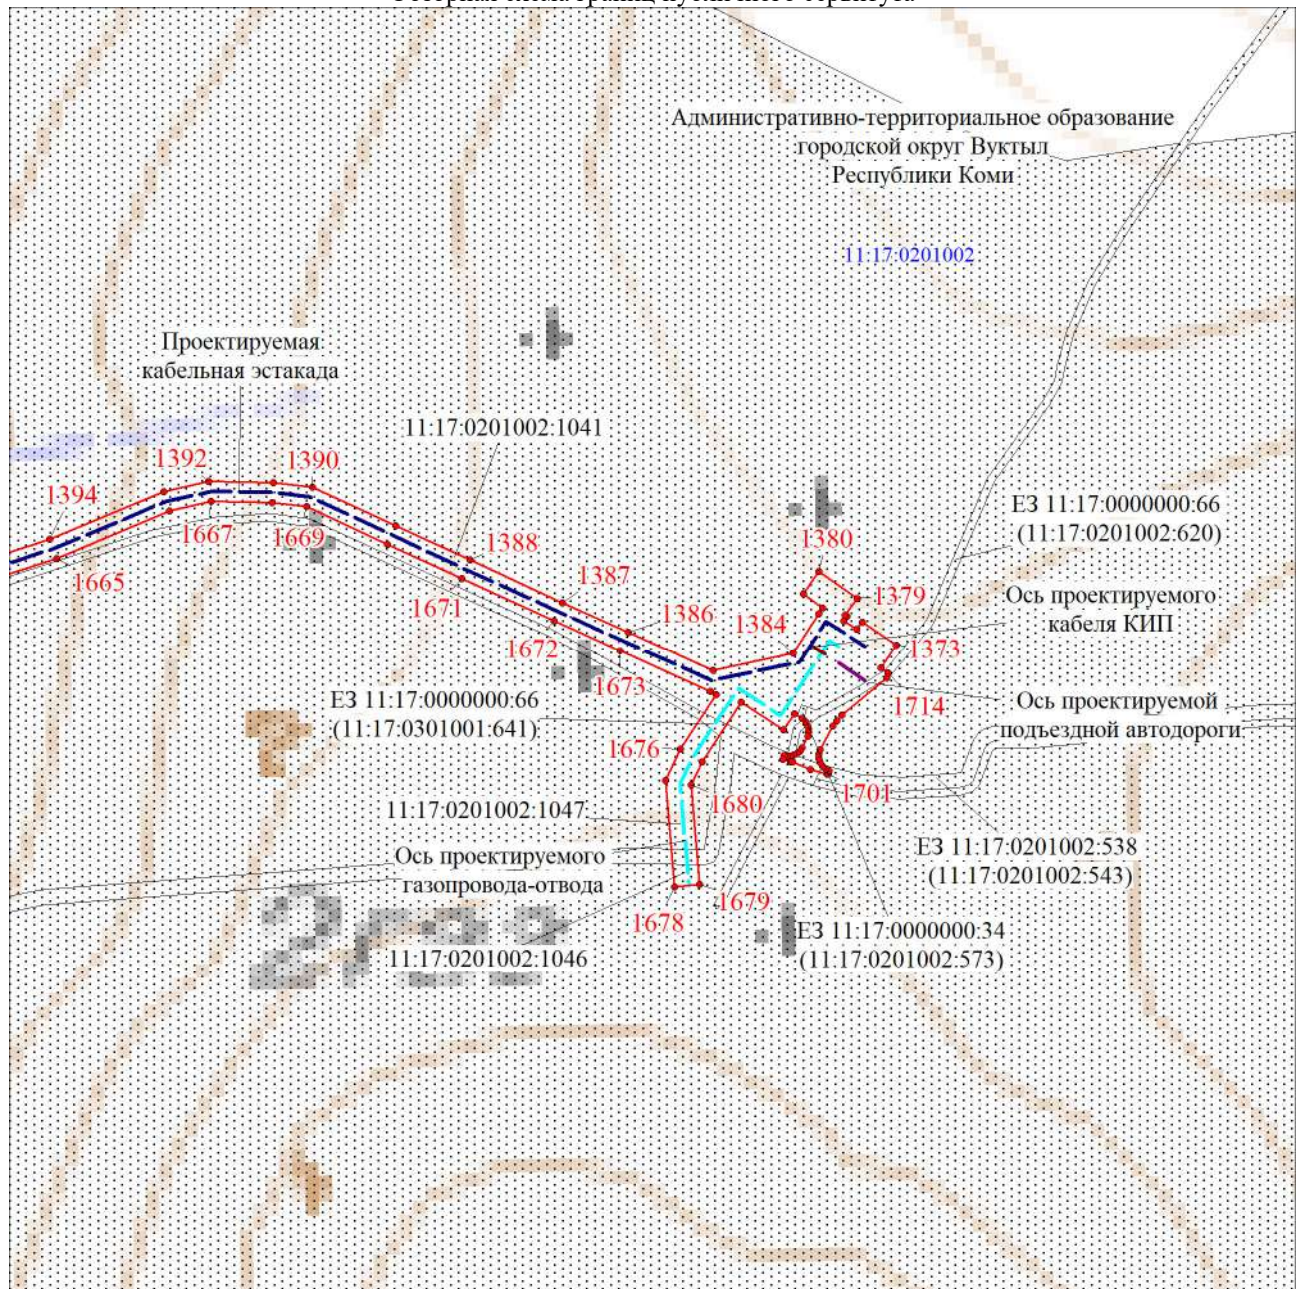 Административно-территориальное образование
городской округ Вуктыл
Республики Коми
11:17:0201002
Проектируемая
кабельная эстакада
11:17:0201002:1041
1392
1390
1394
1667
1669
1665
1388
1671
1387
1672
1386
1673
1380
1379
1384
1373
1714
ЕЗ 11:17:0000000:66
(11:17:0201002:620)
Ось проектируемого
кабеля КИП
Ось проектируемой
подъездной автодороги
ЕЗ 11:17:0000000:66
(11:17:0301001:641)
1676
1680
1701
11:17:0201002:1047
Ось проектируемого
газопровода-отвода
ЕЗ 11:17:0201002:538
(11:17:0201002:543)
1679
1678
ЕЗ 11:17:0000000:34
(11:17:0201002:573)
11:17:0201002:1046